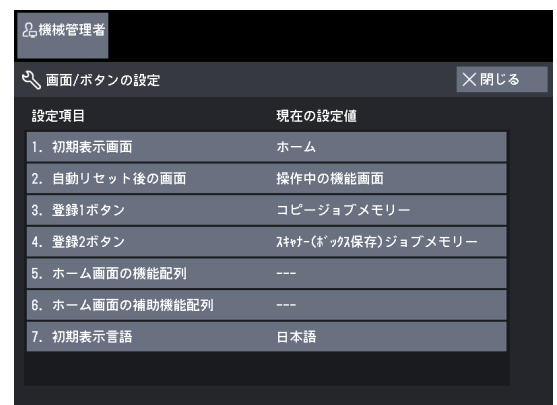 機械管理者
画面/ボタンの設定
閉じる
設定項目 現在の設定値
1. 初期表示画面 ホーム
2. 自動リセット後の画面 操作中の機能画面
3. 登録1ボタン コピージョブメモリー
4. 登録2ボタン ｽｷｬﾅｰ(ﾎﾞｯｸｽ保存)ジョブメモリー
5. ホーム画面の機能配列 ---
6. ホーム画面の補助機能配列 ---
7. 初期表示言語 日本語